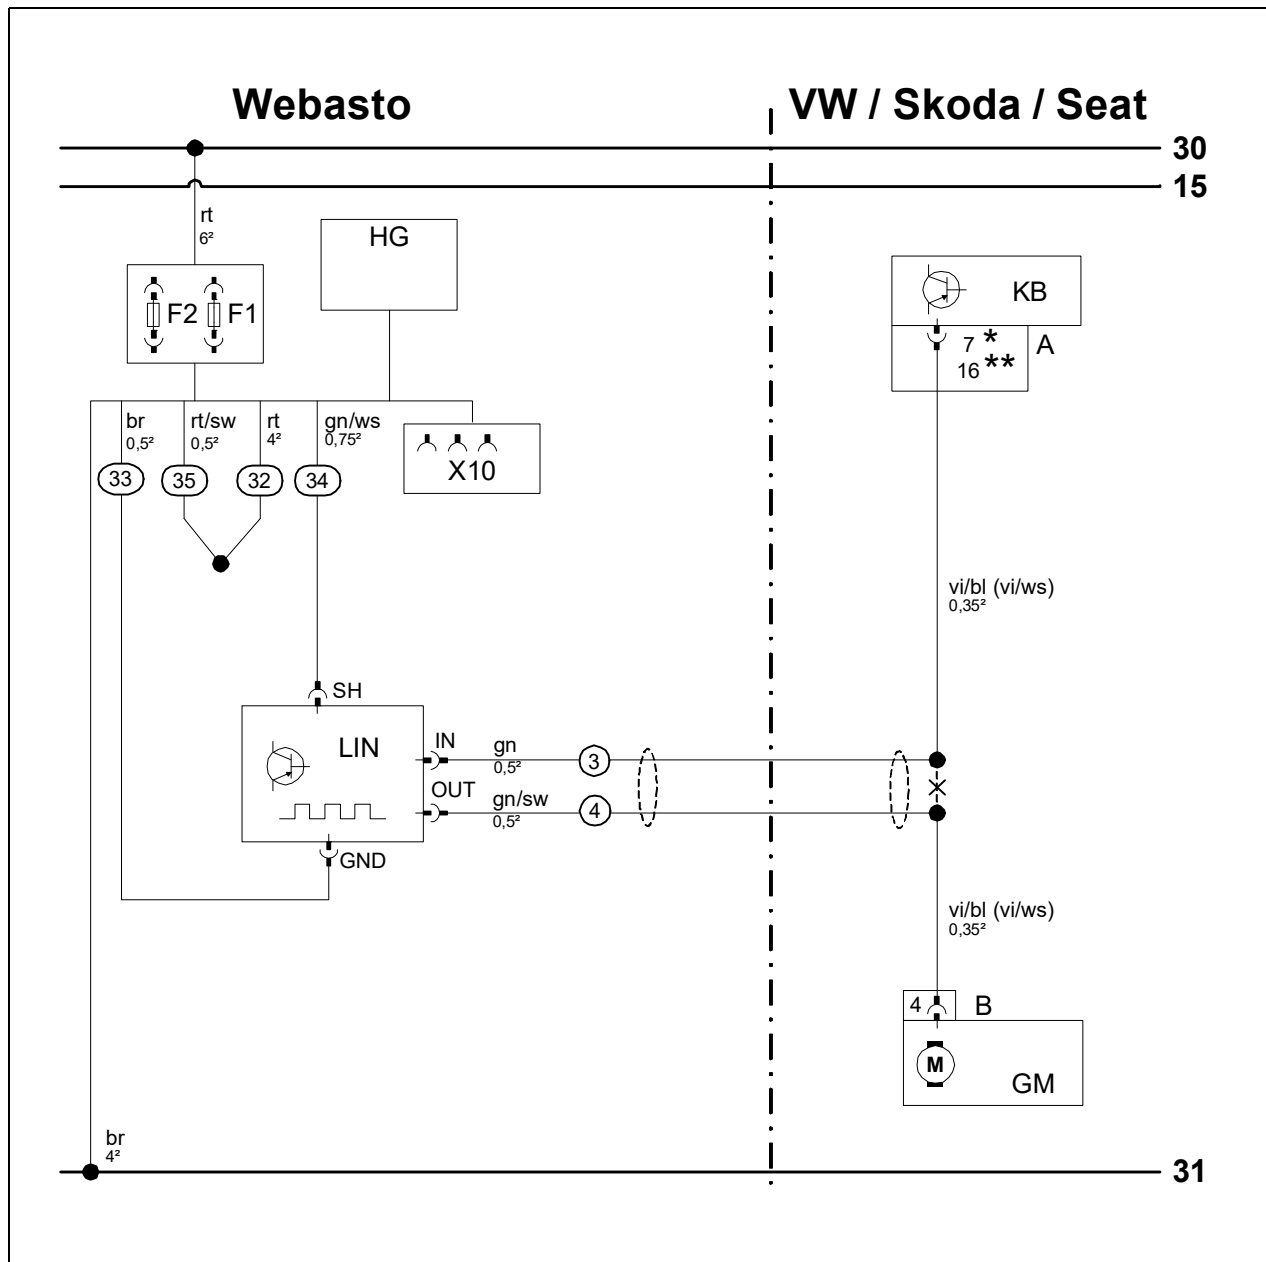 Webasto
VW / Skoda / Seat
30
15
rt
6²
HG
F2
F1
KB
7 *
16 **
A
br
0,5²
rt/sw
0,5²
rt
4²
gn/ws
0,75²
33
35
32
34
X10
vi/bl (vi/ws)
0,35²
SH
LIN
IN
gn
0,5²
3
OUT
gn/sw
0,5²
4
GND
vi/bl (vi/ws)
0,35²
4
B
M
GM
br
4²
31